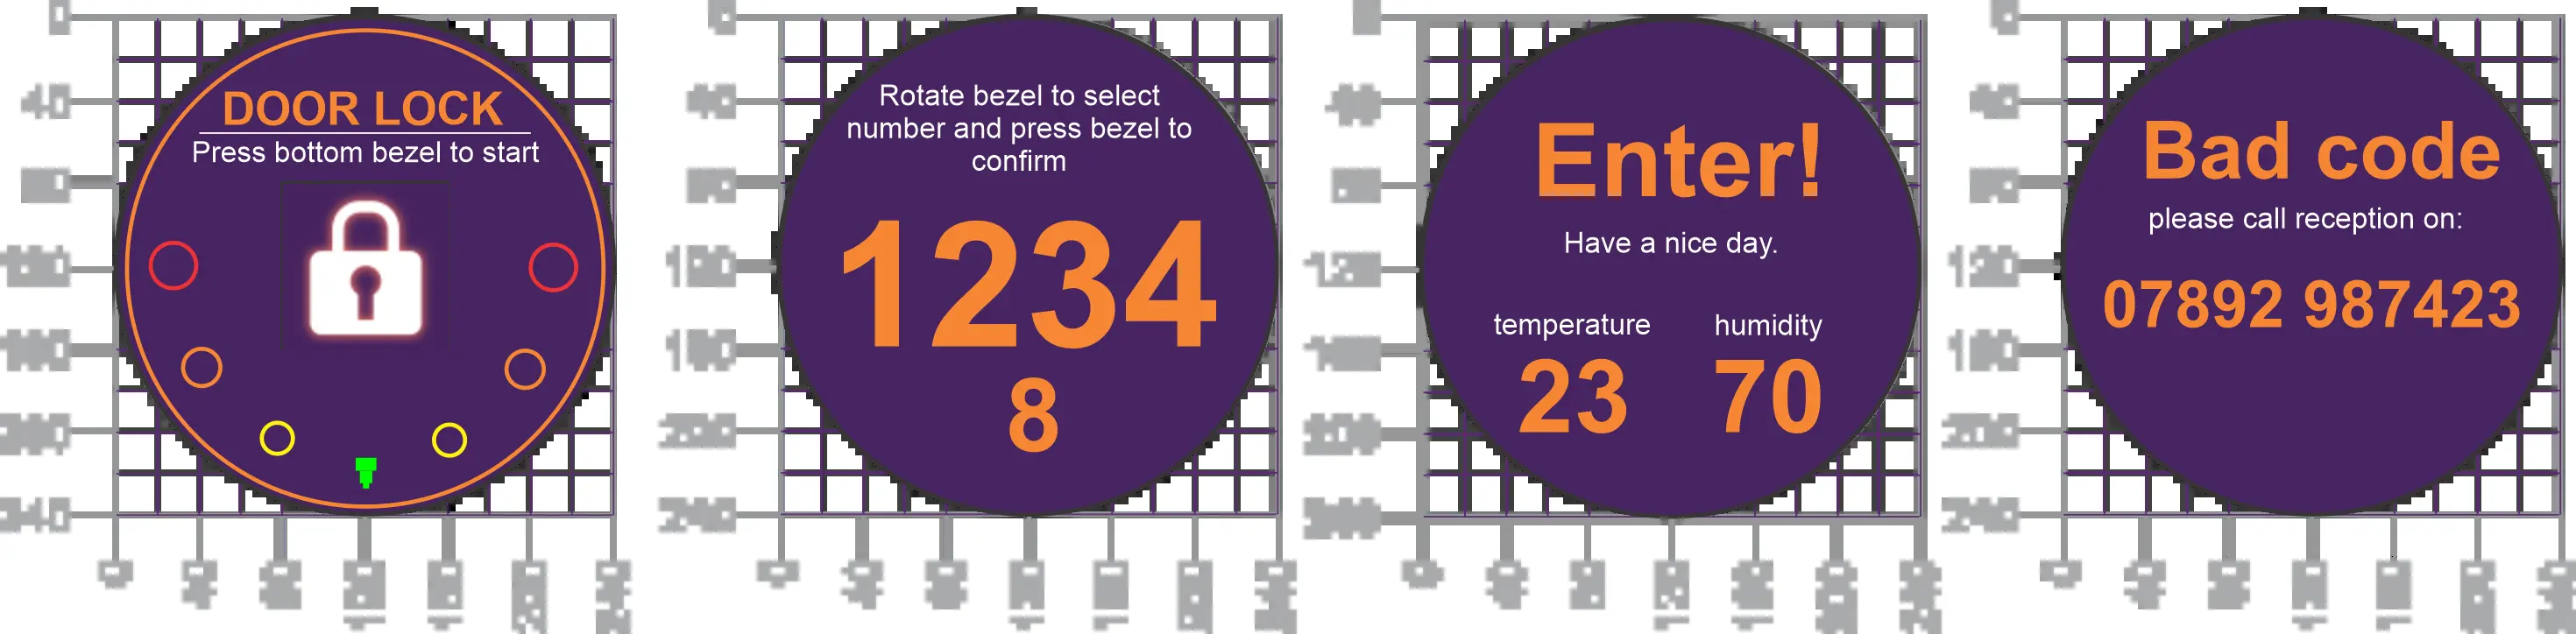 DOOR LOCK
Press bottom bezel to start
Rotate bezel to select
number and press bezel to
confirm
1234
8
Enter!
Have a nice day.
temperature humidity
23 70
Bad code
please call reception on:
07892 987423